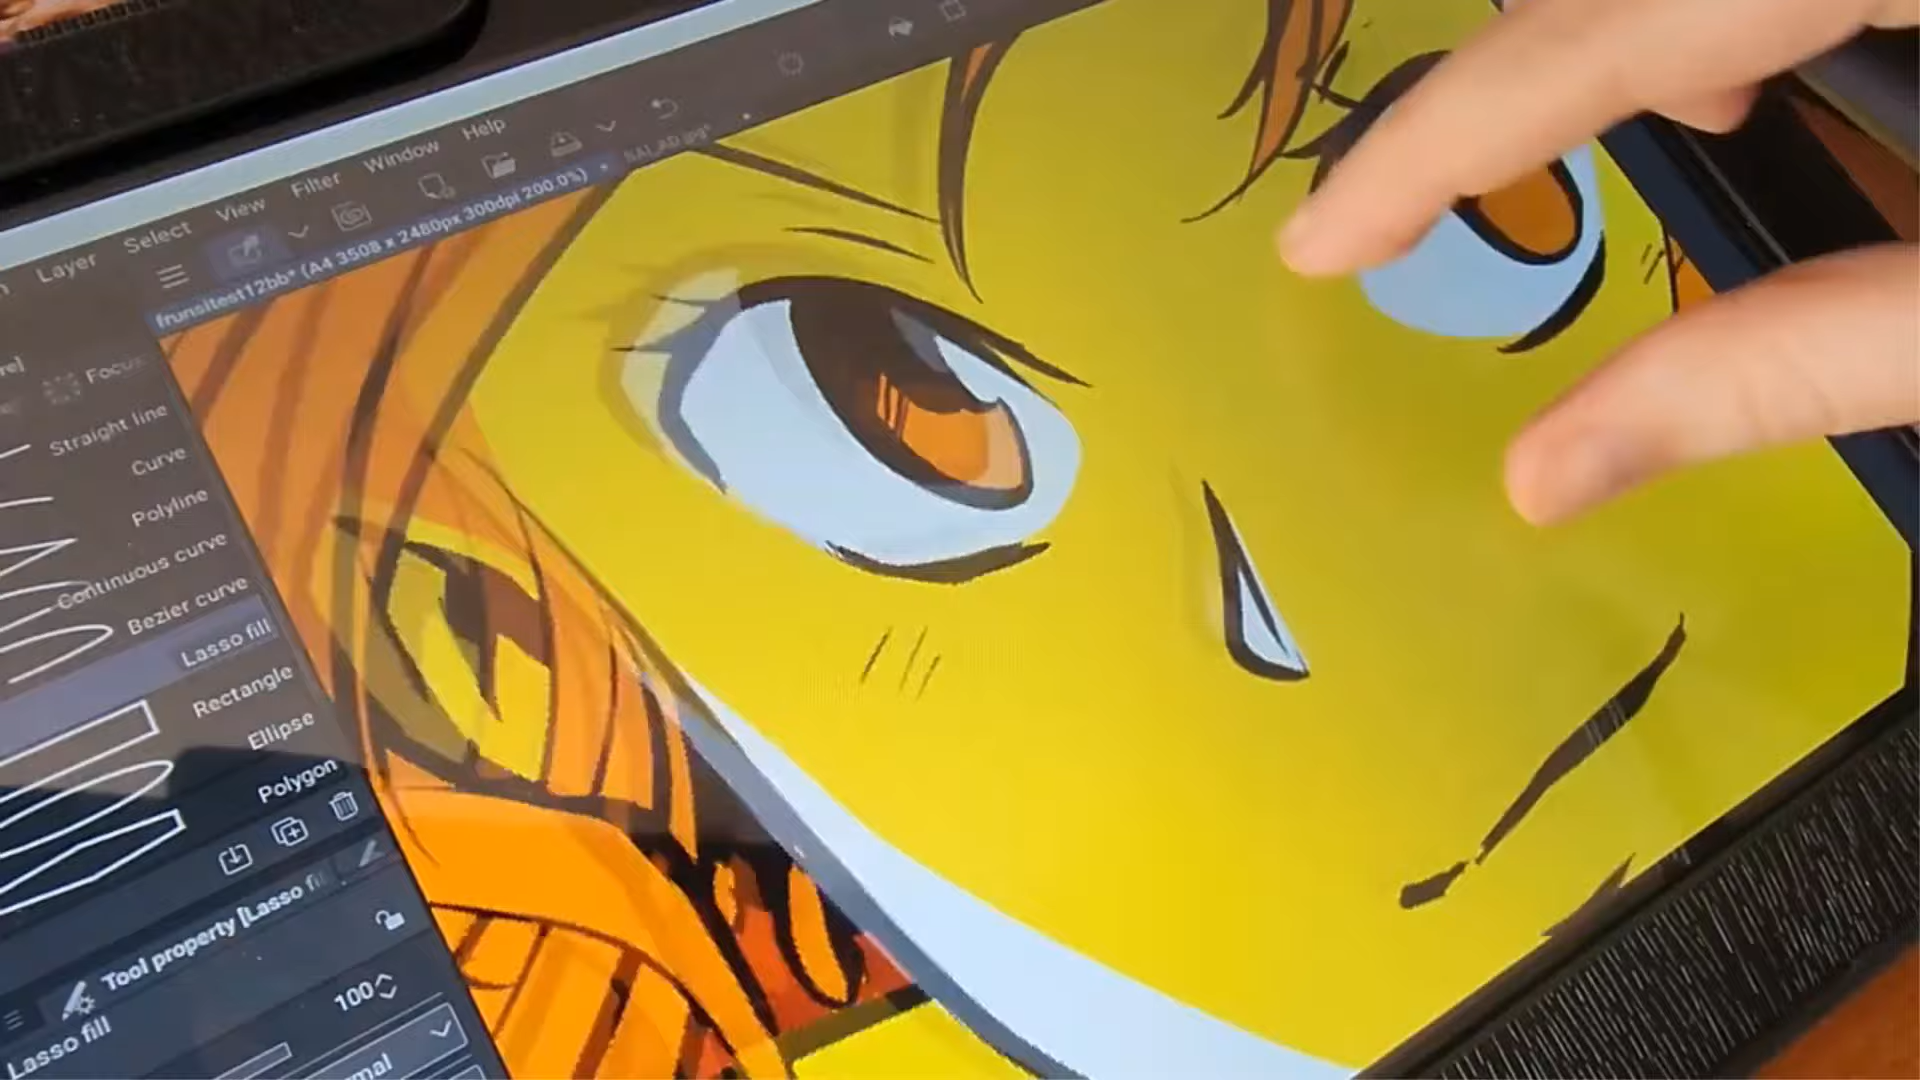 Layer Select View Filter Window Help
frunsitest12bb* (A4 3508 x 2480px 300dpi 200.0%)
Focus
Straight line
Curve
Polyline
Continuous curve
Bezier curve
Lasso fill
Rectangle
Ellipse
Polygon
Tool property [Lasso fi
Lasso fill
100